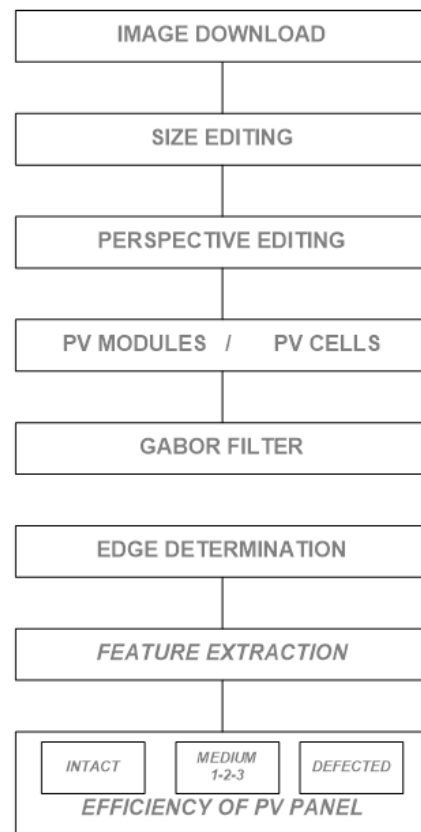 IMAGE DOWNLOAD
SIZE EDITING
PERSPECTIVE EDITING
PV MODULES / PV CELLS
GABOR FILTER
EDGE DETERMINATION
FEATURE EXTRACTION
INTACT
MEDIUM
1-2-3
DEFECTED
EFFICIENCY OF PV PANEL